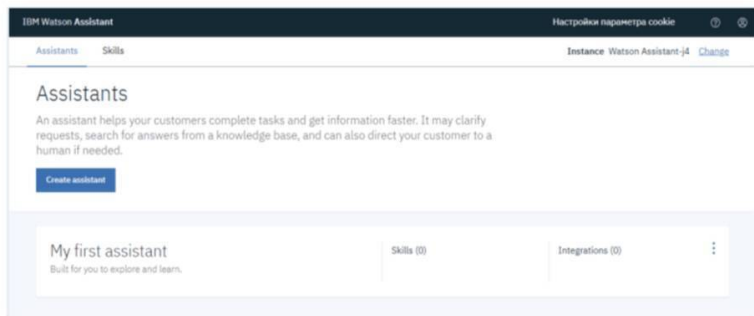 IBM Watson Assistant
Настройки параметра cookie
Assistants Skills
Instance Watson Assistant-j4 Change
Assistants
An assistant helps your customers complete tasks and get information faster. It may clarify
requests, search for answers from a knowledge base, and can also direct your customer to a
human if needed.
Create assistant
My first assistant
Built for you to explore and learn.
Skills (0)
Integrations (0)